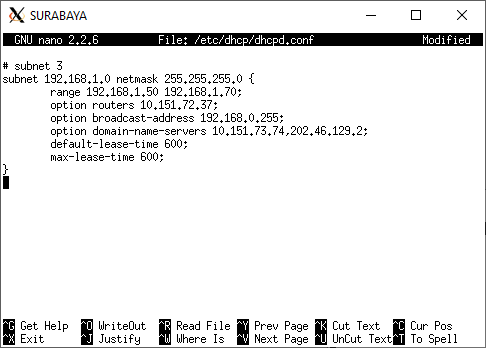 SURABAYA
GNU nano 2.2.6 File: /etc/dhcp/dhcpd.conf Modified
# subnet 3
subnet 192.168.1.0 netmask 255.255.255.0 {
range 192.168.1.50 192.168.1.70;
option routers 10.151.72.37;
option broadcast-address 192.168.0.255;
option domain-name-servers 10.151.73.74,202.46.129.2;
default-lease-time 600;
max-lease-time 600;
}
^G Get Help ^O WriteOut ^R Read File ^Y Prev Page ^K Cut Text ^C Cur Pos
^X Exit ^J Justify ^W Where Is ^V Next Page ^U UnCut Text ^T To Spell